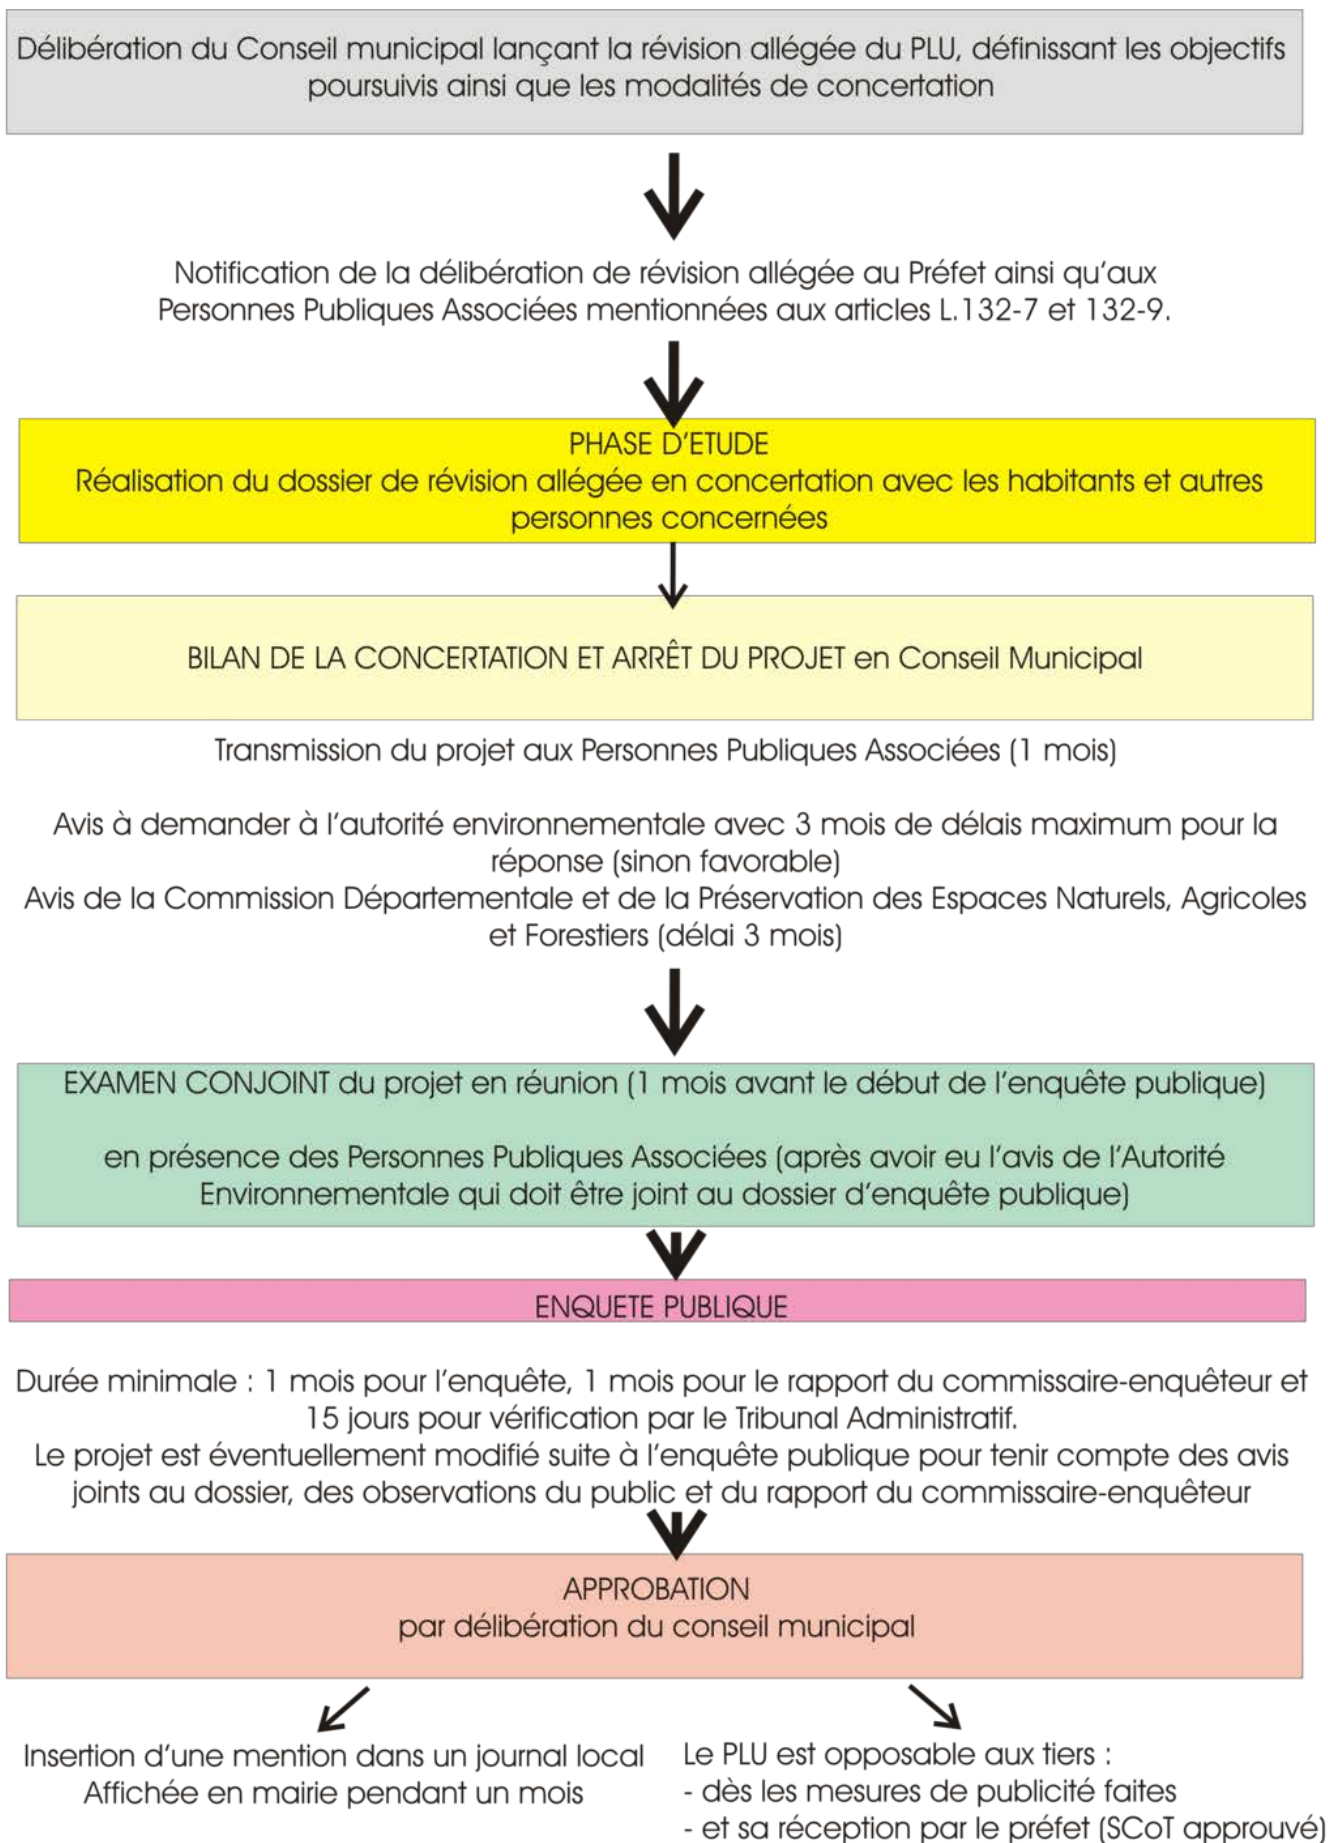 Délibération du Conseil municipal lançant la révision allégée du PLU, définissant les objectifs
poursuivis ainsi que les modalités de concertation
Notification de la délibération de révision allégée au Préfet ainsi qu'aux
Personnes Publiques Associées mentionnées aux articles L.132-7 et 132-9.
PHASE D'ETUDE
Réalisation du dossier de révision allégée en concertation avec les habitants et autres
personnes concernées
BILAN DE LA CONCERTATION ET ARRÊT DU PROJET en Conseil Municipal
Transmission du projet aux Personnes Publiques Associées (1 mois)
Avis à demander à l'autorité environnementale avec 3 mois de délais maximum pour la
réponse (sinon favorable)
Avis de la Commission Départementale et de la Préservation des Espaces Naturels, Agricoles
et Forestiers (délai 3 mois)
EXAMEN CONJOINT du projet en réunion (1 mois avant le début de l'enquête publique)
en présence des Personnes Publiques Associées (après avoir eu l'avis de l'Autorité
Environnementale qui doit être joint au dossier d'enquête publique)
ENQUETE PUBLIQUE
Durée minimale : 1 mois pour l'enquête, 1 mois pour le rapport du commissaire-enquêteur et
15 jours pour vérification par le Tribunal Administratif.
Le projet est éventuellement modifié suite à l'enquête publique pour tenir compte des avis
joints au dossier, des observations du public et du rapport du commissaire-enquêteur
APPROBATION
par délibération du conseil municipal
Insertion d'une mention dans un journal local
Affichée en mairie pendant un mois
Le PLU est opposable aux tiers :
- dès les mesures de publicité faites
- et sa réception par le préfet (SCoT approuvé)